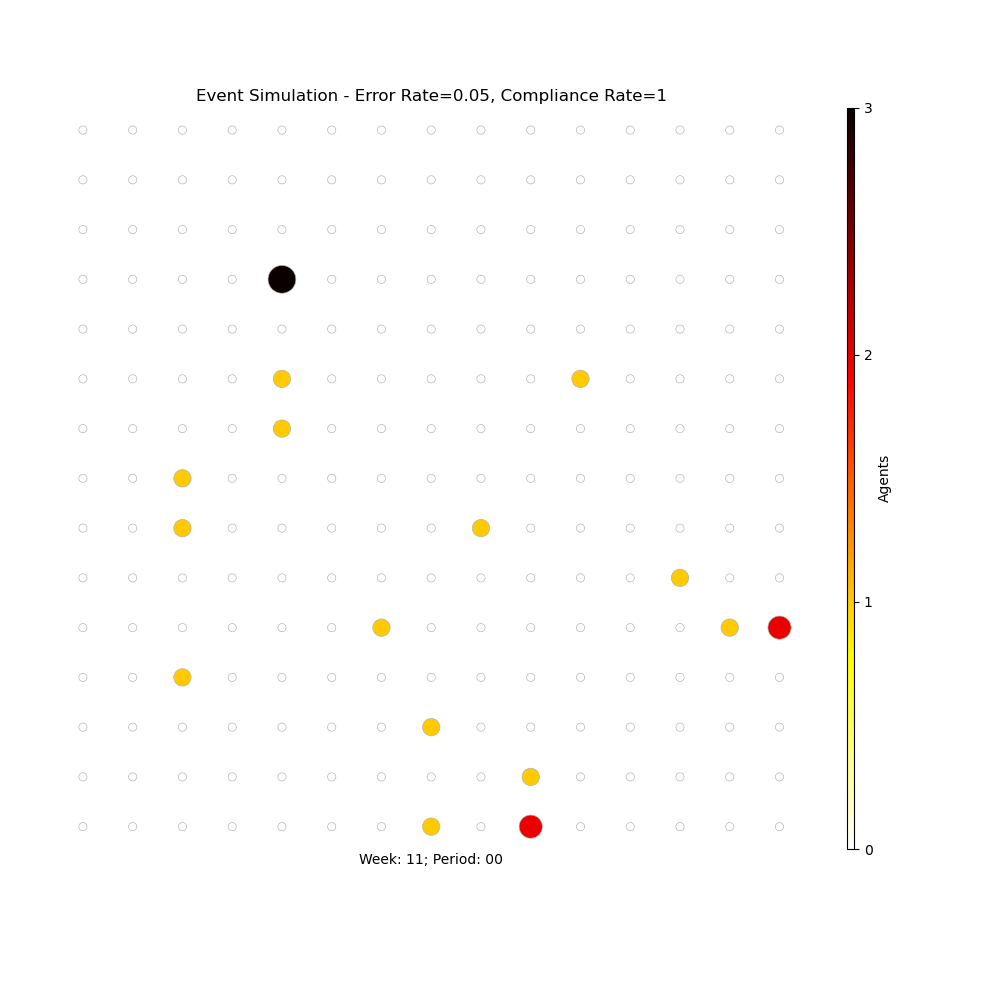 Event Simulation - Error Rate=0.05, Compliance Rate=1
3
2
Agents
1
0
Week: 11; Period: 00